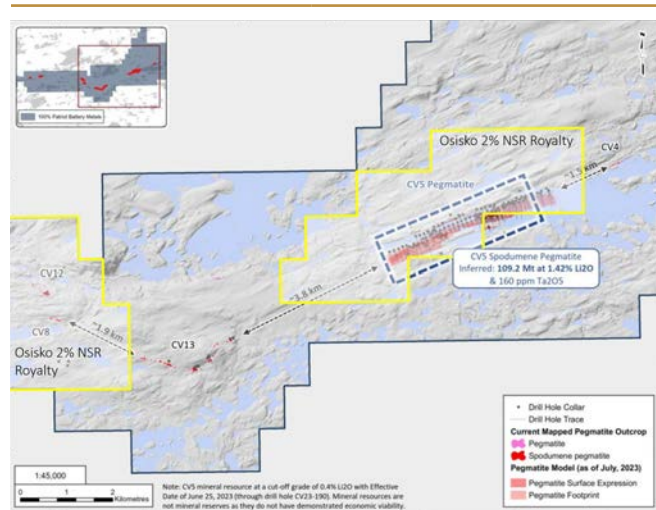 100% Patriot Battery Metals
Osisko 2% NSR Royalty
CV4
~1.5 km
CV5 Pegmatite
CV5 Spodumene Pegmatite
Inferred: 109.2 Mt at 1.42% Li2O
& 160 ppm Ta2O5
~3.8 km
CV12
CV8
~1.9 km
CV13
Osisko 2% NSR
Royalty
Drill Hole Collar
Drill Hole Trace
Current Mapped Pegmatite Outcrop
Pegmatite
Spodumene pegmatite
Pegmatite Model (as of July, 2023)
Pegmatite Surface Expression
Pegmatite Footprint
1:45,000
0 0.5 1 2
Kilometres
Note: CV5 mineral resource at a cut-off grade of 0.4% Li2O with Effective
Date of June 25, 2023 (through drill hole CV23-190). Mineral resources are
not mineral reserves as they do not have demonstrated economic viability.